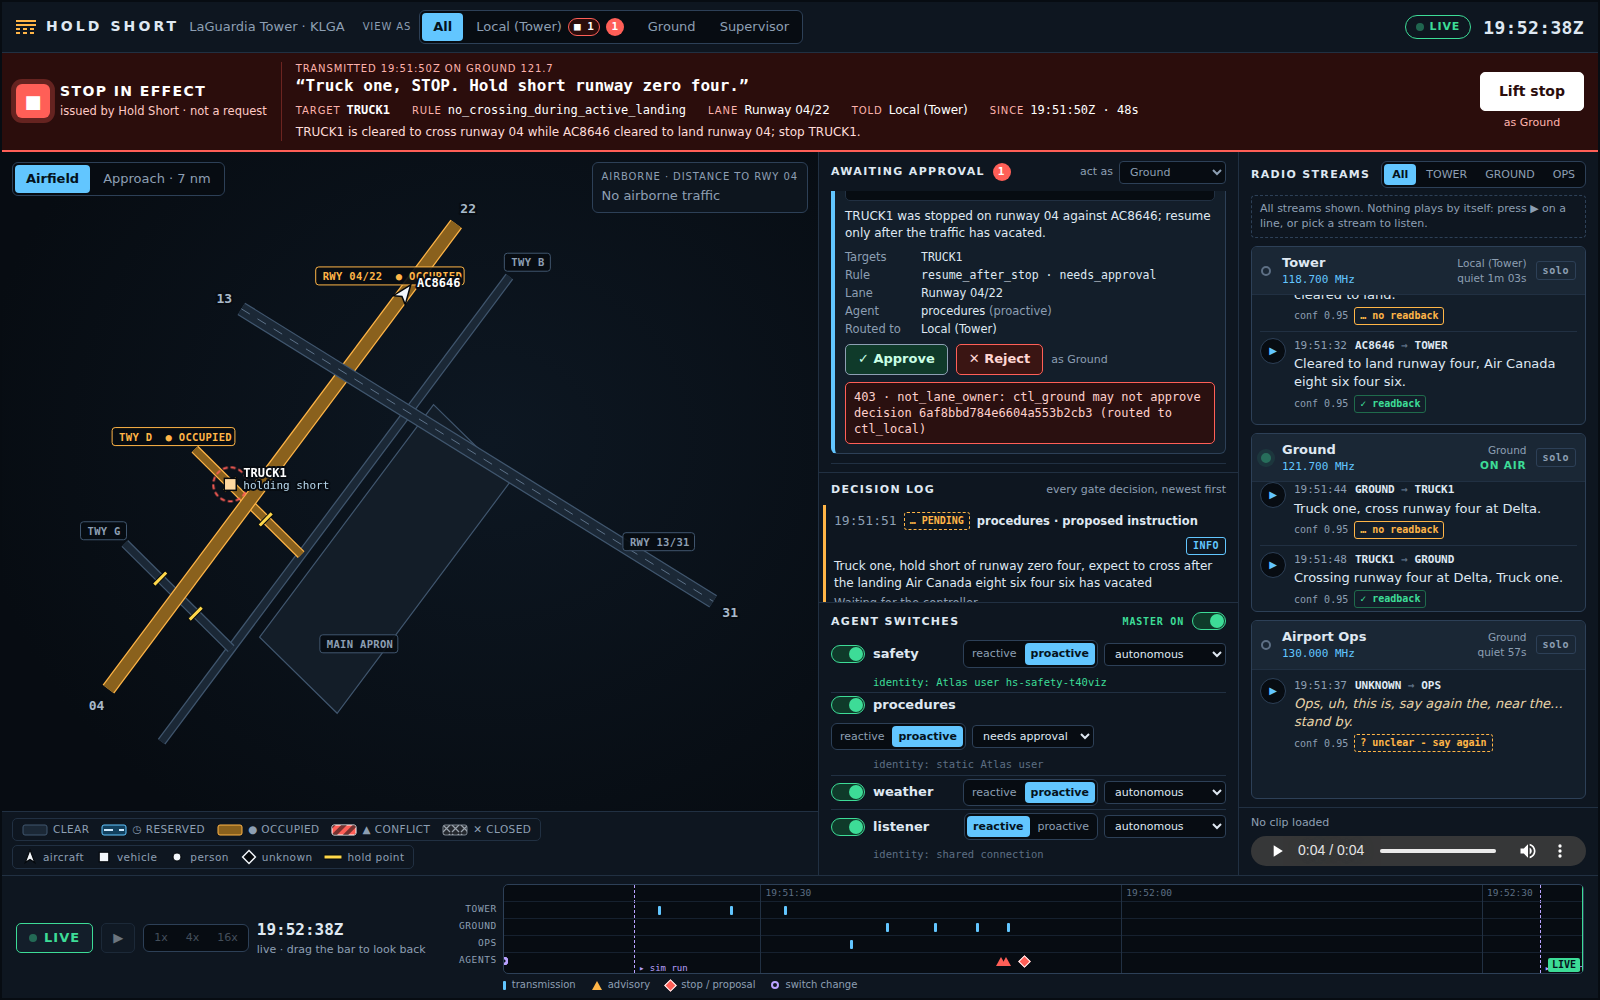 HOLD SHORT LaGuardia Tower · KLGA VIEW AS All Local (Tower) ■ 1 1 Ground Supervisor LIVE 19:52:38Z
STOP IN EFFECT
issued by Hold Short · not a request
TRANSMITTED 19:51:50Z ON GROUND 121.7
“Truck one, STOP. Hold short runway zero four.”
TARGET TRUCK1 RULE no_crossing_during_active_landing LANE Runway 04/22 TOLD Local (Tower) SINCE 19:51:50Z · 48s
TRUCK1 is cleared to cross runway 04 while AC8646 cleared to land runway 04; stop TRUCK1.
Lift stop
as Ground
Airfield Approach · 7 nm
AIRBORNE · DISTANCE TO RWY 04
No airborne traffic
22
TWY B
RWY 04/22 ● OCCUPIED
AC8646
13
TWY D ● OCCUPIED
TRUCK1
holding short
TWY G
RWY 13/31
31
MAIN APRON
04
CLEAR ◷ RESERVED ● OCCUPIED ▲ CONFLICT ✕ CLOSED
aircraft vehicle person unknown hold point
AWAITING APPROVAL 1 act as Ground
TRUCK1 was stopped on runway 04 against AC8646; resume
only after the traffic has vacated.
Targets TRUCK1
Rule resume_after_stop · needs_approval
Lane Runway 04/22
Agent procedures (proactive)
Routed to Local (Tower)
✓ Approve ✕ Reject as Ground
403 · not_lane_owner: ctl_ground may not approve
decision 6af8bbd784e6604a553b2cb3 (routed to
ctl_local)
DECISION LOG every gate decision, newest first
19:51:51 … PENDING procedures · proposed instruction
INFO
Truck one, hold short of runway zero four, expect to cross after
the landing Air Canada eight six four six has vacated
Waiting for the controller
AGENT SWITCHES MASTER ON
safety reactive proactive autonomous
identity: Atlas user hs-safety-t40viz
procedures
reactive proactive needs approval
identity: static Atlas user
weather reactive proactive autonomous
listener reactive proactive autonomous
identity: shared connection
RADIO STREAMS All TOWER GROUND OPS
All streams shown. Nothing plays by itself: press ▶ on a
line, or pick a stream to listen.
Tower Local (Tower) solo
118.700 MHz quiet 1m 03s
cleared to land.
conf 0.95 … no readback
19:51:32 AC8646 → TOWER
Cleared to land runway four, Air Canada
eight six four six.
conf 0.95 ✓ readback
Ground Ground solo
121.700 MHz ON AIR
19:51:44 GROUND → TRUCK1
Truck one, cross runway four at Delta.
conf 0.95 … no readback
19:51:48 TRUCK1 → GROUND
Crossing runway four at Delta, Truck one.
conf 0.95 ✓ readback
Airport Ops Ground solo
130.000 MHz quiet 57s
19:51:37 UNKNOWN → OPS
Ops, uh, this is, say again the, near the…
stand by.
conf 0.95 ? unclear - say again
No clip loaded
0:04 / 0:04
LIVE ▶ 1x 4x 16x 19:52:38Z
live · drag the bar to look back
19:51:30 19:52:00 19:52:30
TOWER
GROUND
OPS
AGENTS
▸ sim run
LIVE
transmission advisory stop / proposal switch change